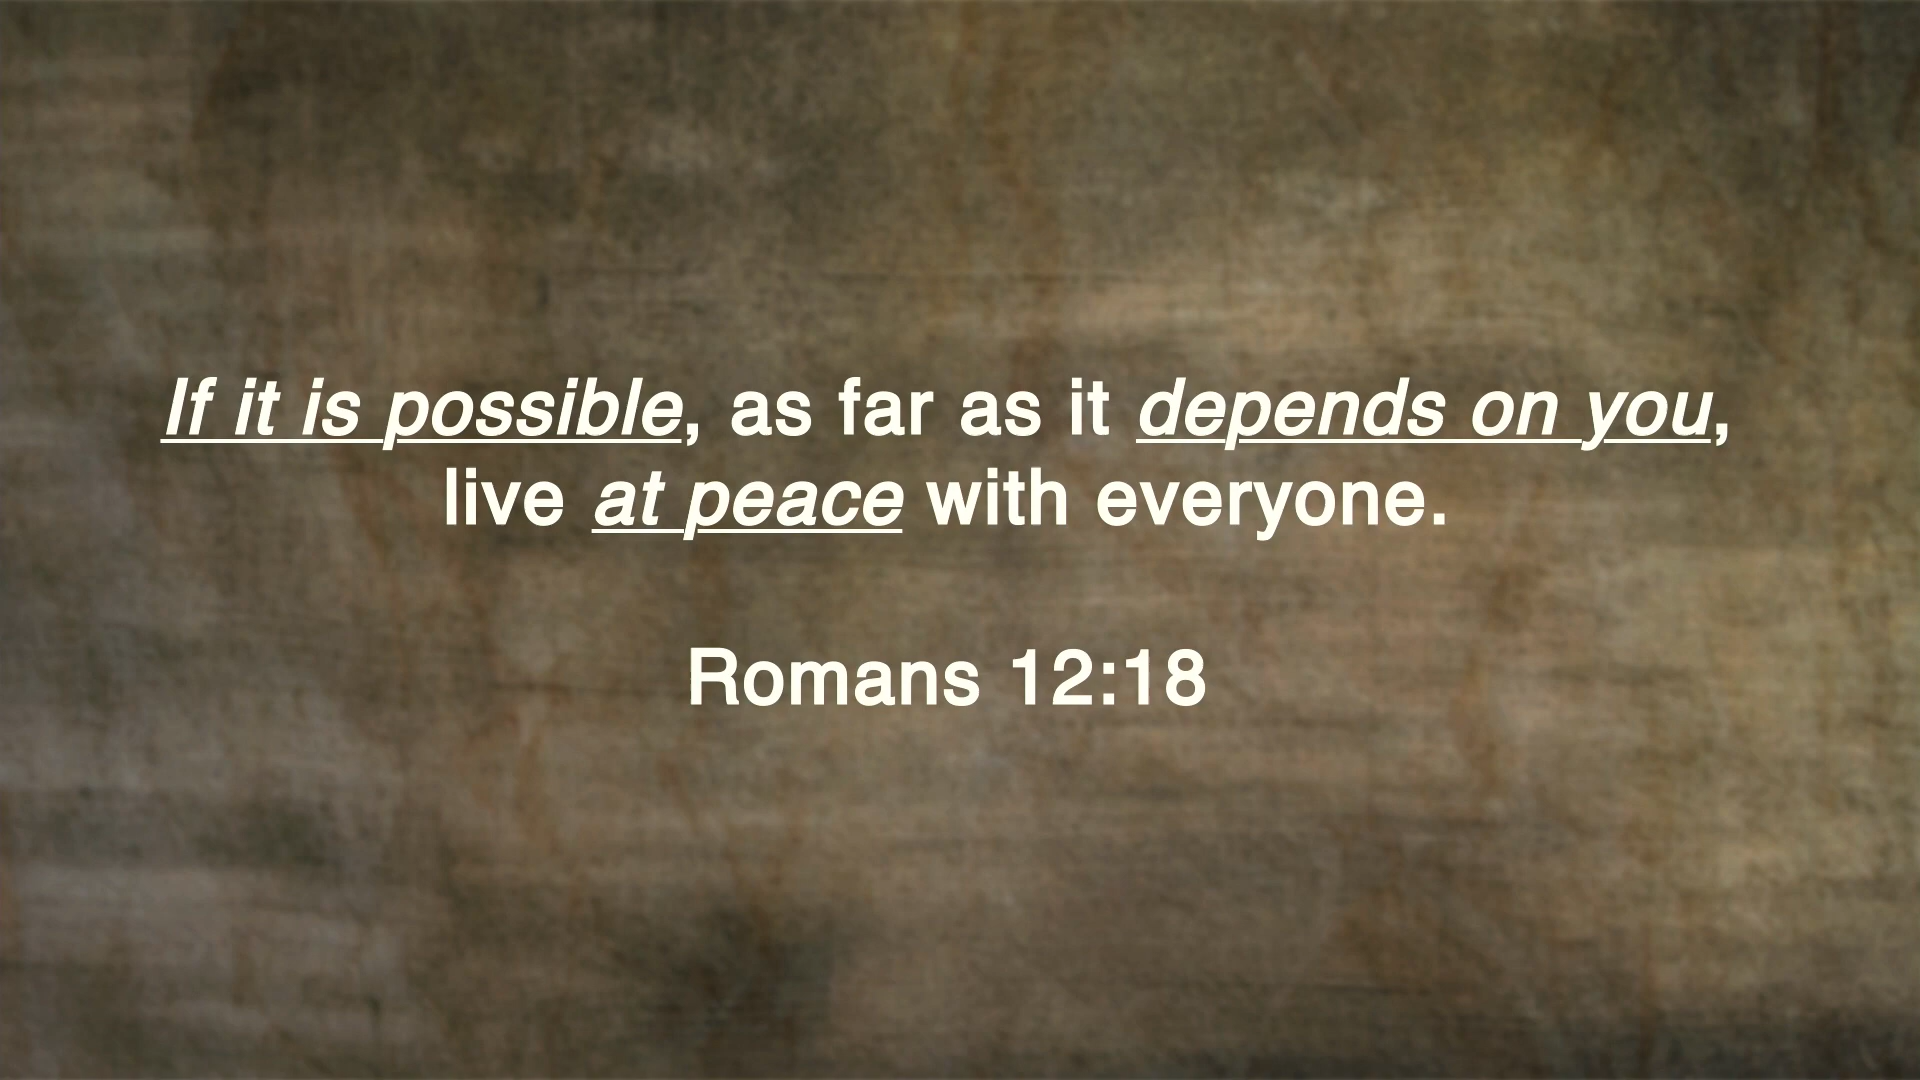 If it is possible, as far as it depends on you,
live at peace with everyone.
Romans 12:18